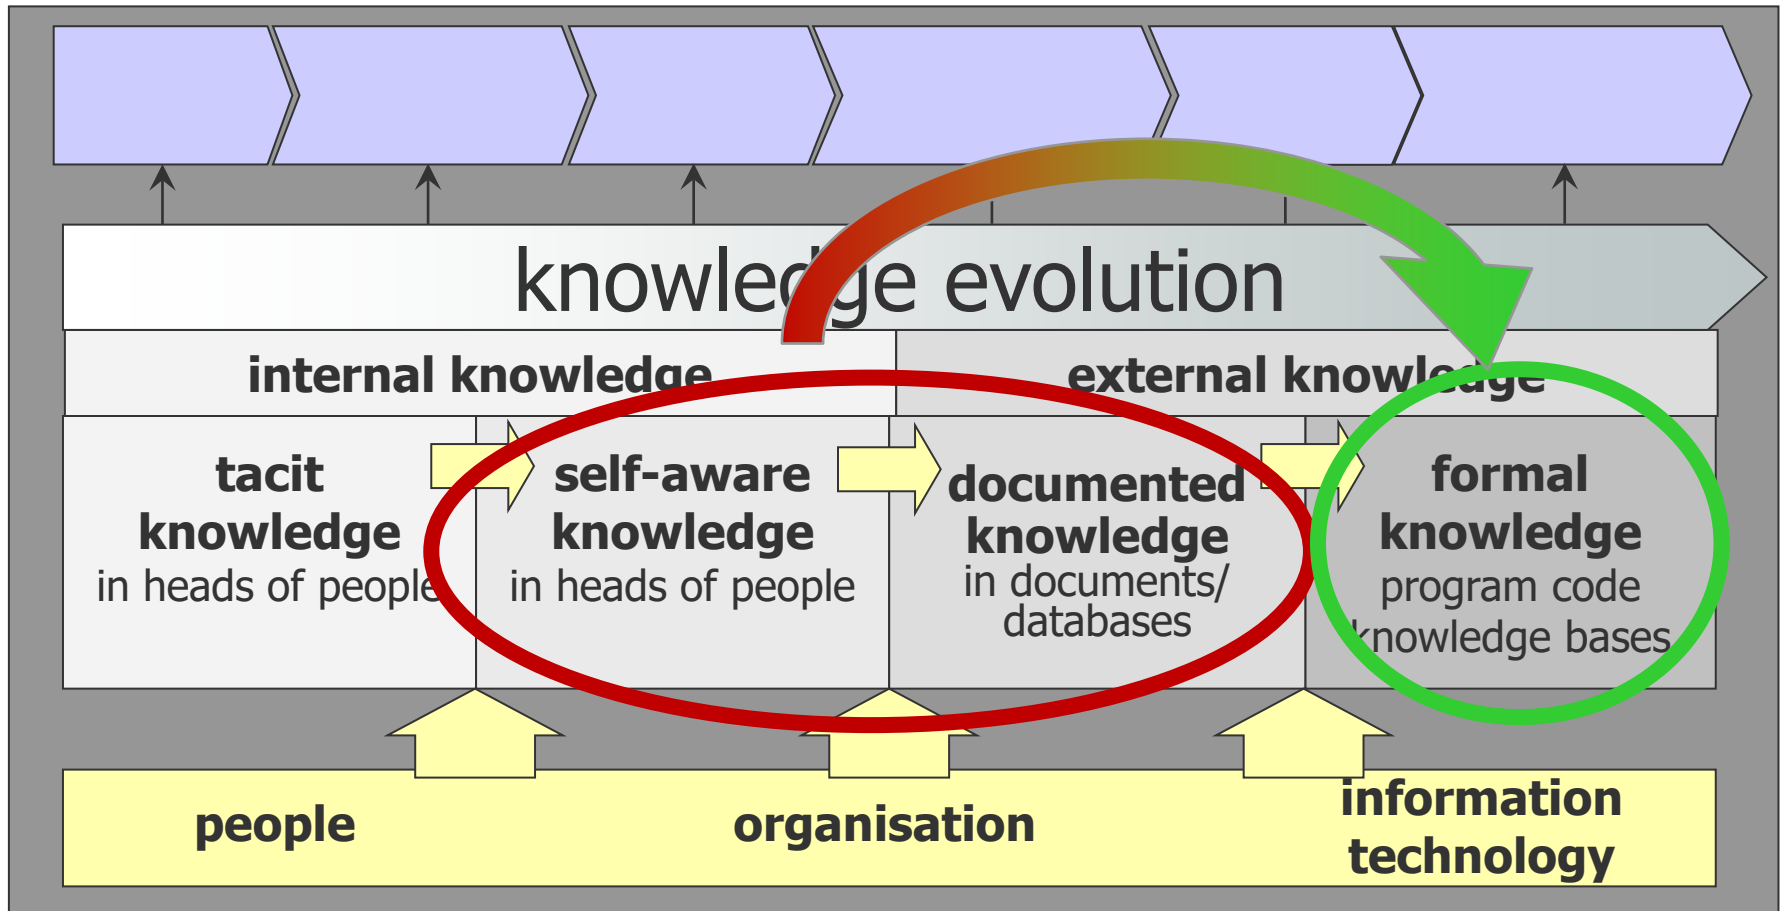 knowledge evolution
internal knowledge
external knowledge
tacit
knowledge
in heads of people
self-aware
knowledge
in heads of people
documented
knowledge
in documents/
databases
formal
knowledge
program code
knowledge bases
people
organisation
information
technology